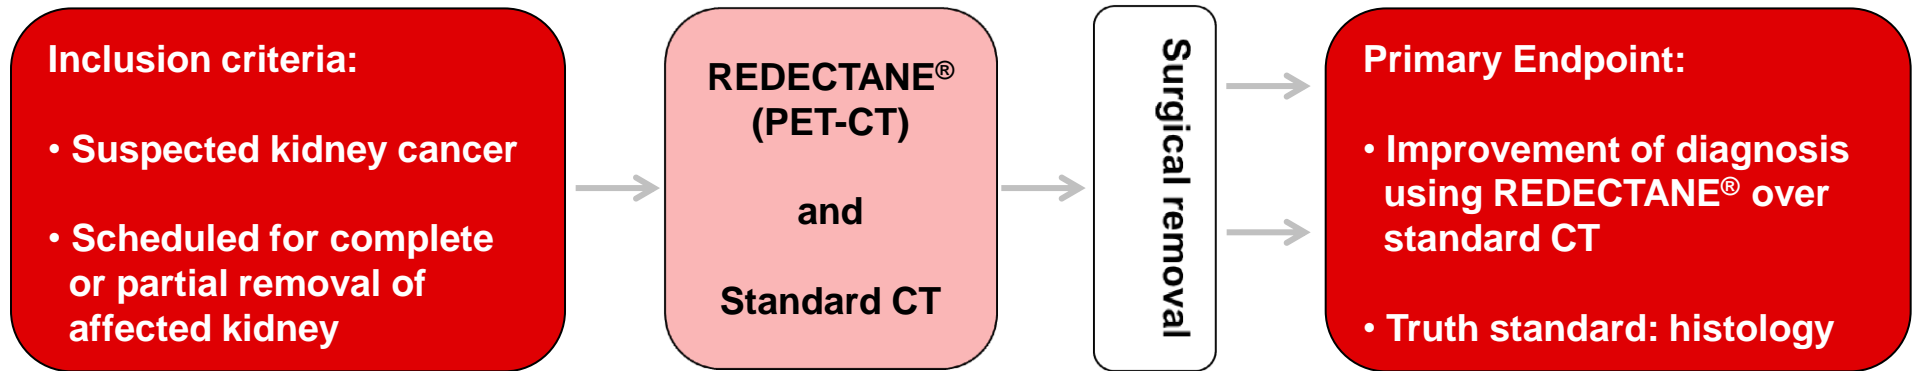 Inclusion criteria:
• Suspected kidney cancer
• Scheduled for complete
or partial removal of
affected kidney
REDECTANE®
(PET-CT)
and
Standard CT
Surgical removal
Primary Endpoint:
• Improvement of diagnosis
using REDECTANE® over
standard CT
• Truth standard: histology